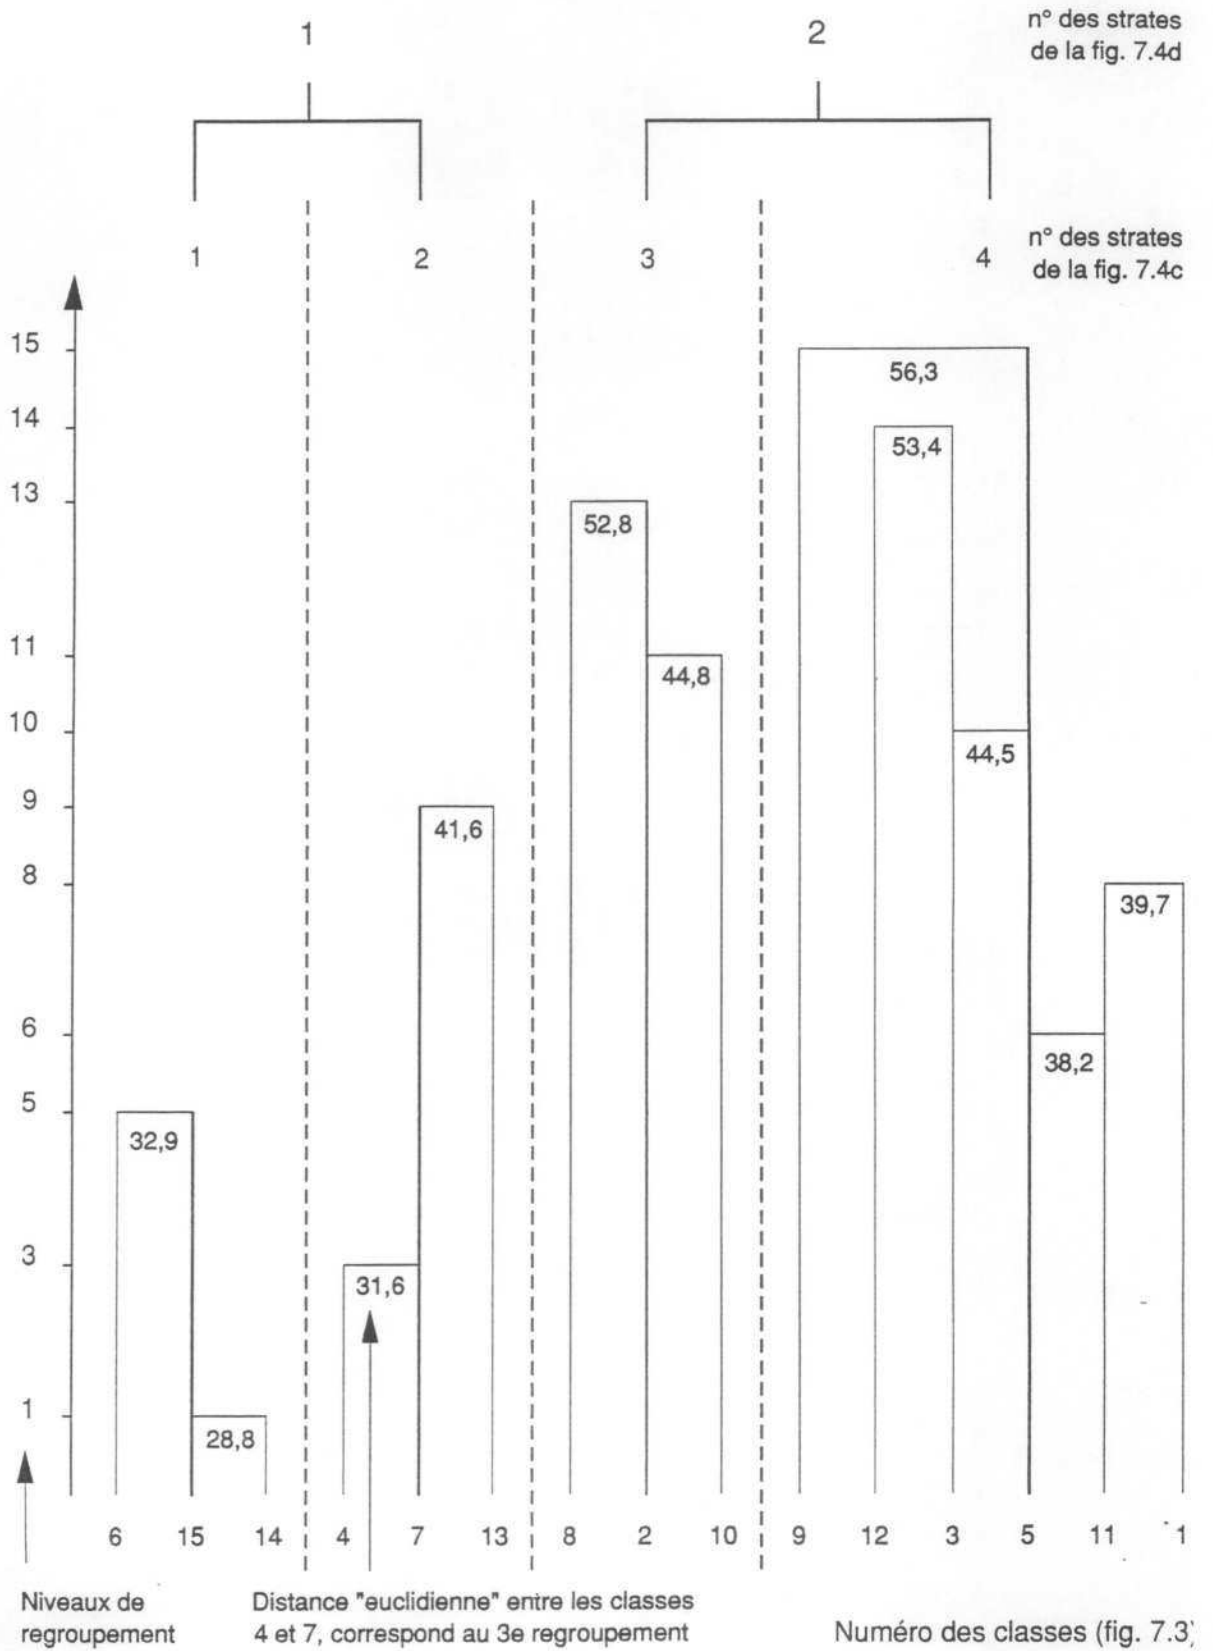 1
2
n° des strates
de la fig. 7.4d
1
2
3
4
n° des strates
de la fig. 7.4c
15
56,3
14
53,4
13
52,8
11
44,8
10
44,5
9
41,6
8
39,7
6
38,2
5
32,9
3
31,6
1
28,8
6 15 14 4 7 13 8 2 10 9 12 3 5 11 1
Niveaux de
regroupement
Distance "euclidienne" entre les classes
4 et 7, correspond au 3e regroupement
Numéro des classes (fig. 7.3)